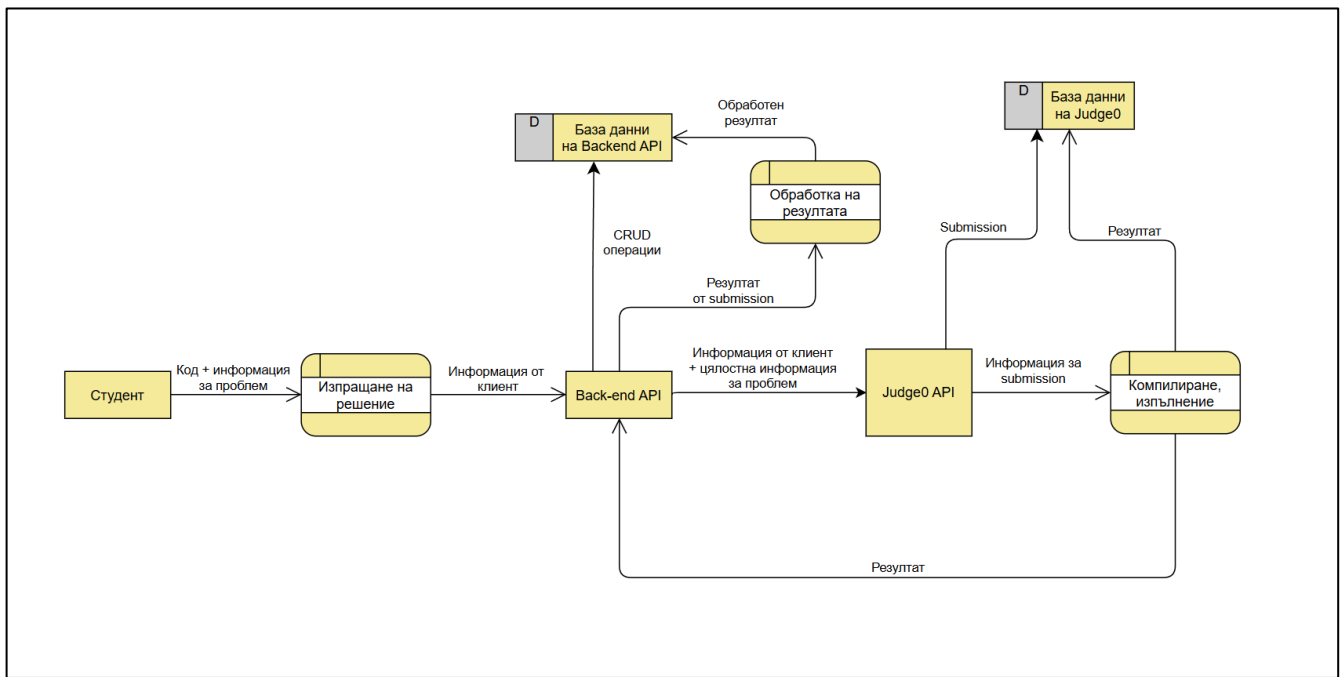 D
База данни
на Judge0
Обработен
резултат
D
База данни
на Backend API
Обработка на
резултата
Submission
Резултат
CRUD
операции
Резултат
от submission
Код + информация
за проблем
Изпращане на
решение
Информация от
клиент
Информация от клиент
+ цялостна информация
за проблем
Информация за
submission
Студент
Back-end API
Judge0 API
Компилиране,
изпълнение
Резултат